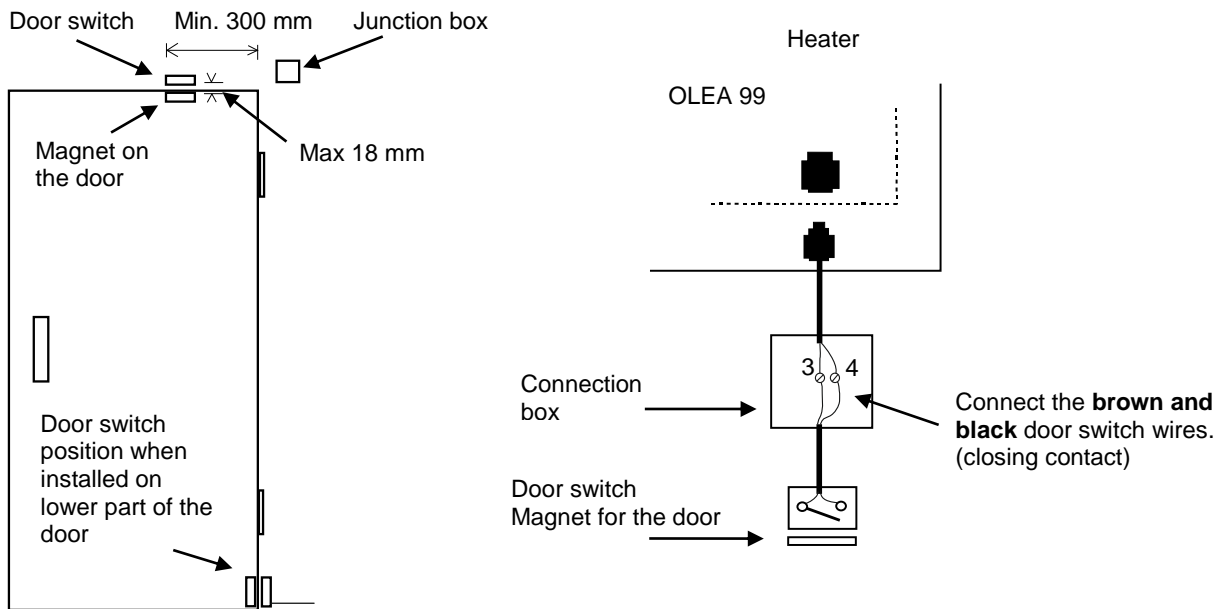 Door switch
Min. 300 mm
Junction box
Magnet on
the door
Max 18 mm
Door switch
position when
installed on
lower part of the
door
Heater
OLEA 99
3
4
Connection
box
Connect the brown and
black door switch wires.
(closing contact)
Door switch
Magnet for the door